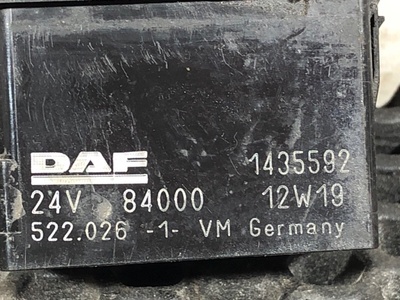 DAF 1435592
24V 84000 12W19
522.026 -1- VM Germany